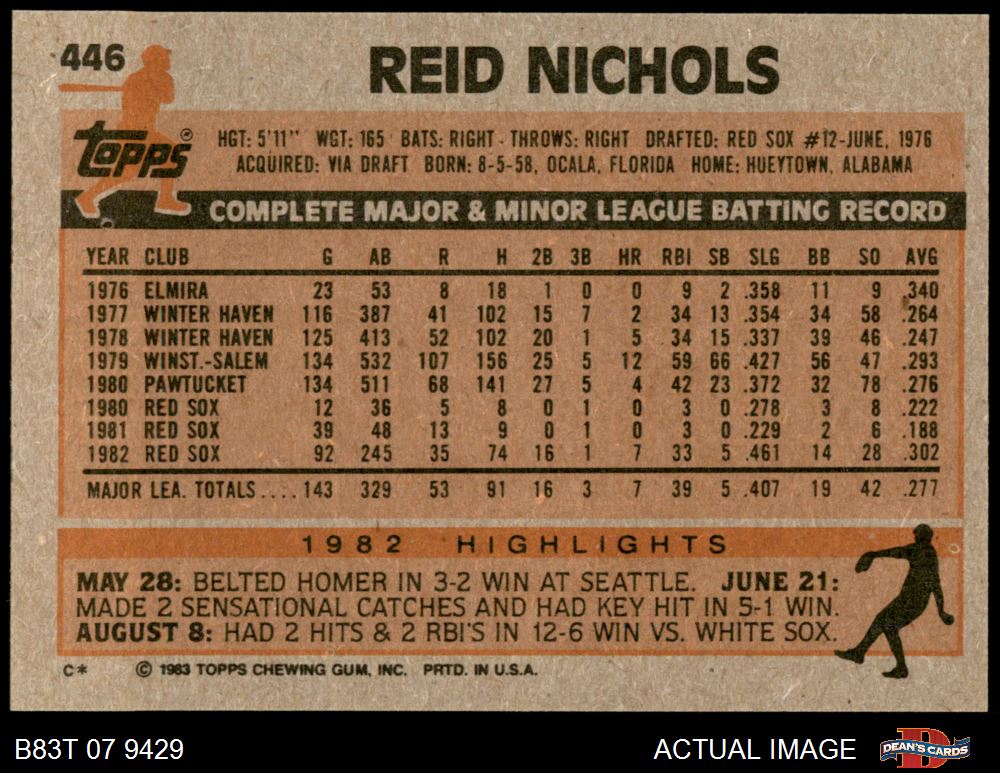 446 REID NICHOLS
Topps® HGT: 5'11" WGT: 165 BATS: RIGHT · THROWS: RIGHT DRAFTED: RED SOX #12-JUNE, 1976
ACQUIRED: VIA DRAFT BORN: 8-5-58, OCALA, FLORIDA HOME: HUEYTOWN, ALABAMA
COMPLETE MAJOR & MINOR LEAGUE BATTING RECORD
YEAR CLUB G AB R H 2B 3B HR RBI SB SLG BB SO AVG
1976 ELMIRA 23 53 8 18 1 0 0 9 2 .358 11 9 .340
1977 WINTER HAVEN 116 387 41 102 15 7 2 34 13 .354 34 58 .264
1978 WINTER HAVEN 125 413 52 102 20 1 5 34 15 .337 39 46 .247
1979 WINST.-SALEM 134 532 107 156 25 5 12 59 66 .427 56 47 .293
1980 PAWTUCKET 134 511 68 141 27 5 4 42 23 .372 32 78 .276
1980 RED SOX 12 36 5 8 0 1 0 3 0 .278 3 8 .222
1981 RED SOX 39 48 13 9 0 1 0 3 0 .229 2 6 .188
1982 RED SOX 92 245 35 74 16 1 7 33 5 .461 14 28 .302
MAJOR LEA. TOTALS.... 143 329 53 91 16 3 7 39 5 .407 19 42 .277
1982 HIGHLIGHTS
MAY 28: BELTED HOMER IN 3-2 WIN AT SEATTLE. JUNE 21:
MADE 2 SENSATIONAL CATCHES AND HAD KEY HIT IN 5-1 WIN.
AUGUST 8: HAD 2 HITS & 2 RBI'S IN 12-6 WIN VS. WHITE SOX.
C* © 1983 TOPPS CHEWING GUM, INC. PRTD. IN U.S.A.
B83T 07 9429 ACTUAL IMAGE DEAN'S CARDS